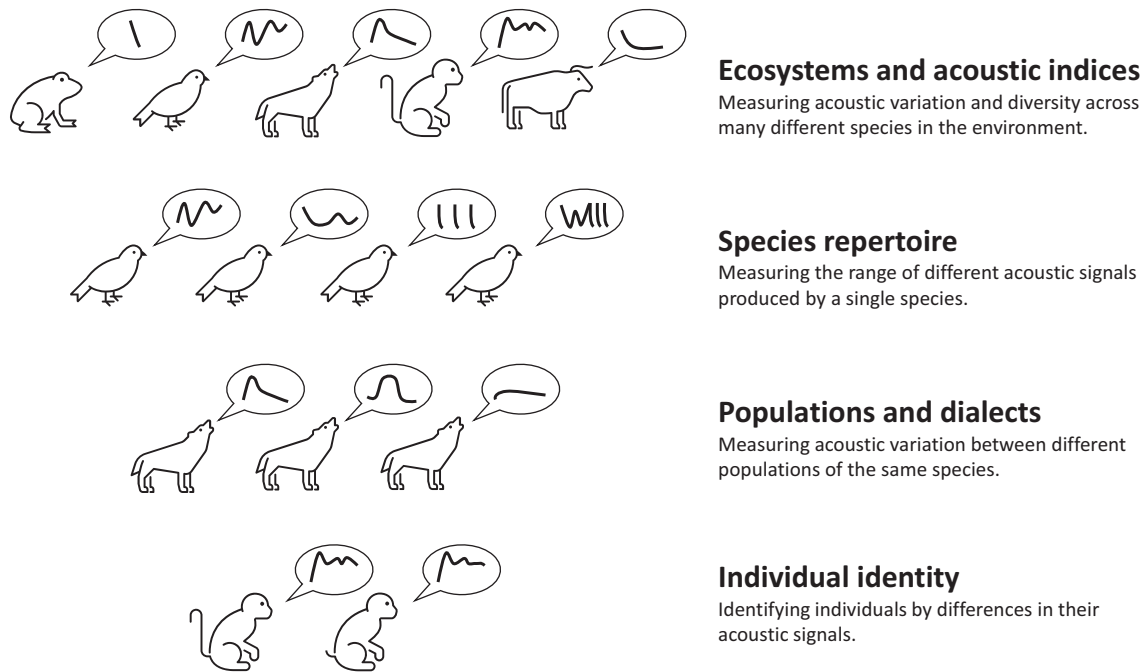 Ecosystems and acoustic indices
Measuring acoustic variation and diversity across
many different species in the environment.
Species repertoire
Measuring the range of different acoustic signals
produced by a single species.
Populations and dialects
Measuring acoustic variation between different
populations of the same species.
Individual identity
Identifying individuals by differences in their
acoustic signals.